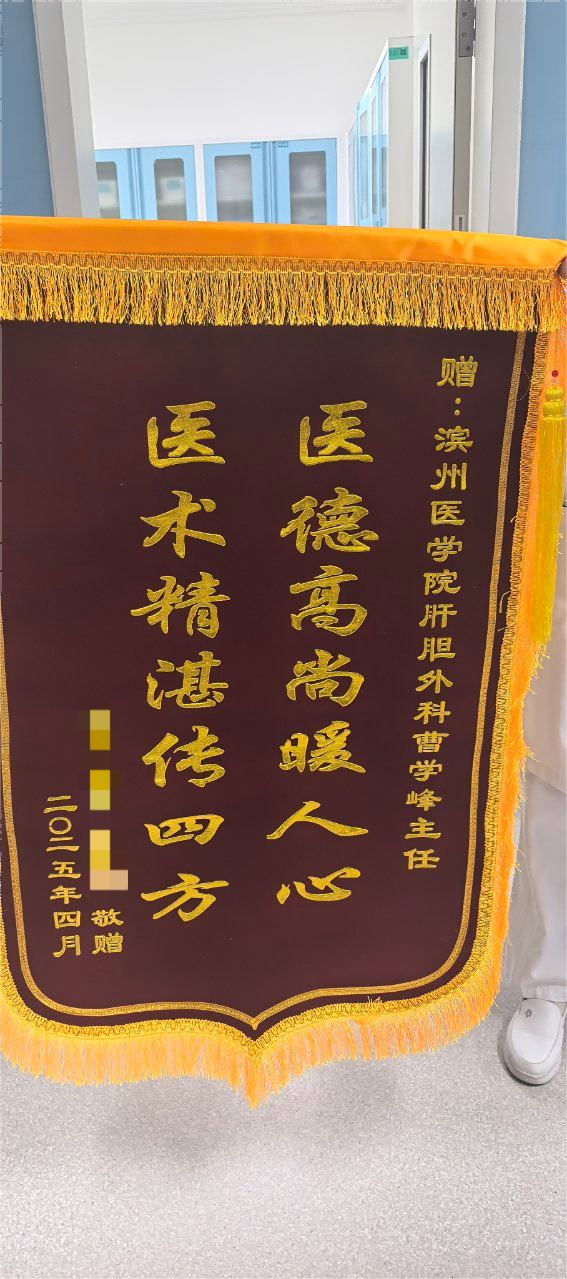 赠：滨州医学院肝胆外科曹学峰主任
医德高尚暖人心
医术精湛传四方
敬赠
二〇二五年四月